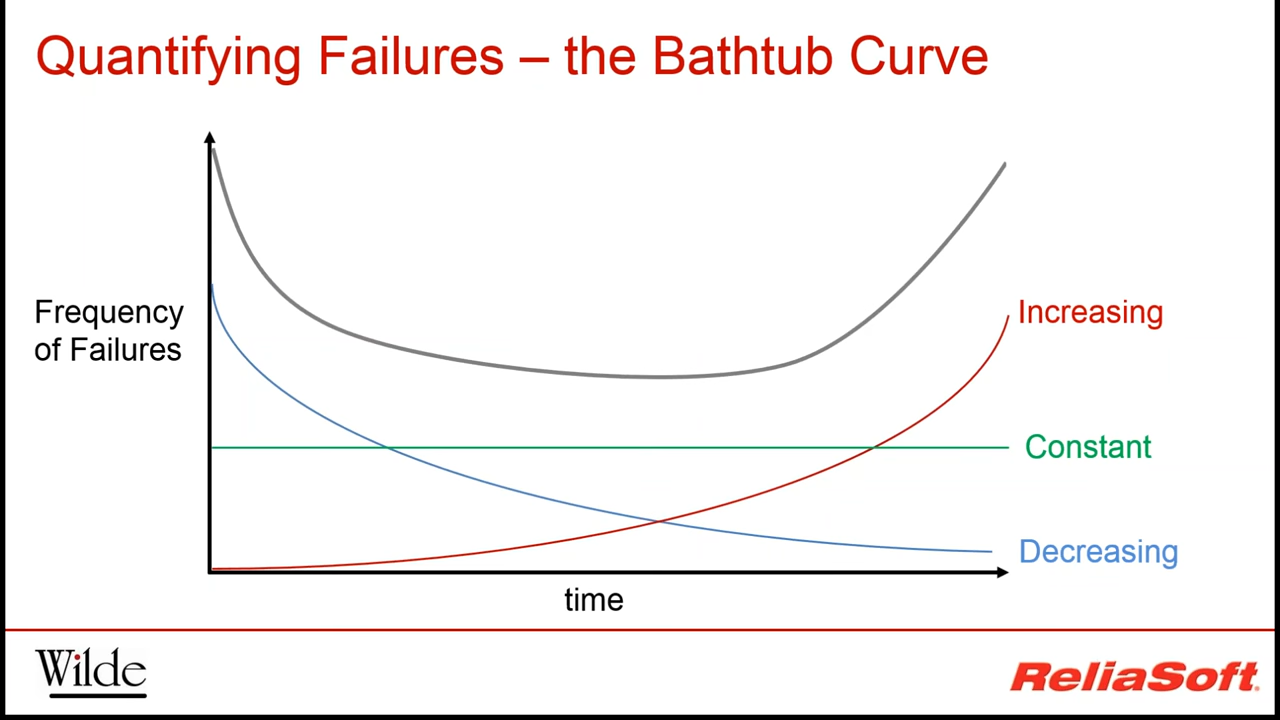 Quantifying Failures – the Bathtub Curve
Frequency
of Failures
Increasing
Constant
Decreasing
time
Wilde
ReliaSoft.